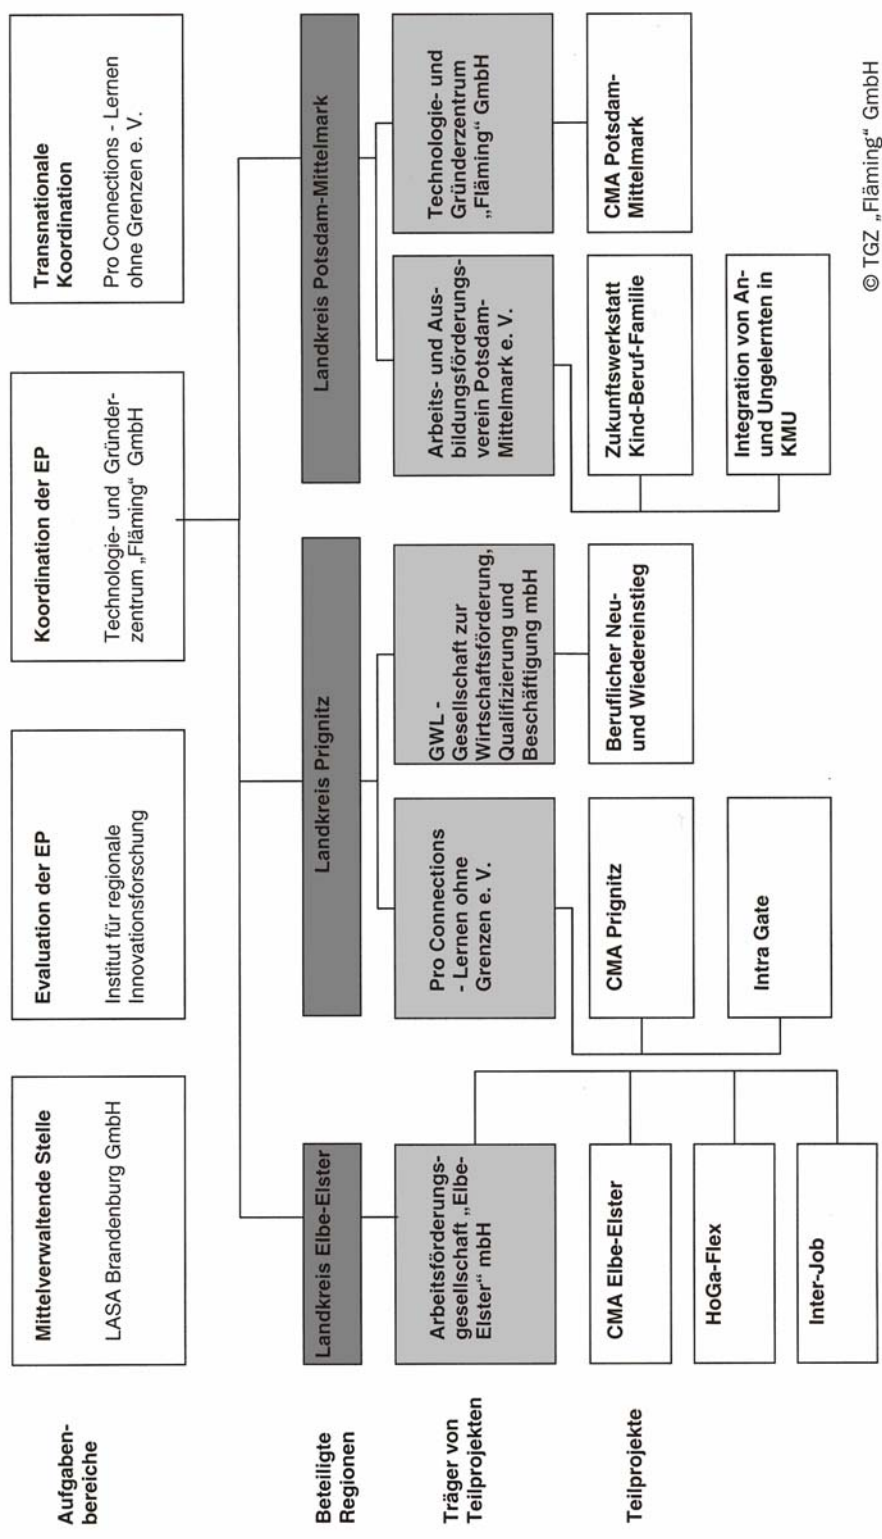 Aufgaben-
bereiche
Mittelverwaltende Stelle
LASA Brandenburg GmbH
Evaluation der EP
Institut für regionale
Innovationsforschung
Koordination der EP
Technologie- und Gründer-
zentrum „Fläming“ GmbH
Transnationale
Koordination
Pro Connections - Lernen
ohne Grenzen e. V.
Beteiligte
Regionen
Landkreis Elbe-Elster
Landkreis Prignitz
Landkreis Potsdam-Mittelmark
Träger von
Teilprojekten
Arbeitsförderungs-
gesellschaft „Elbe-
Elster“ mbH
Pro Connections
- Lernen ohne
Grenzen e. V.
GWL -
Gesellschaft zur
Wirtschaftsförderung,
Qualifizierung und
Beschäftigung mbH
Arbeits- und Aus-
bildungsförderungs-
verein Potsdam-
Mittelmark e. V.
Technologie- und
Gründerzentrum
„Fläming“ GmbH
Teilprojekte
CMA Elbe-Elster
HoGa-Flex
Inter-Job
CMA Prignitz
Intra Gate
Beruflicher Neu-
und Wiedereinstieg
Zukunftswerkstatt
Kind-Beruf-Familie
Integration von An-
und Ungelernten in
KMU
CMA Potsdam-
Mittelmark
© TGZ „Fläming“ GmbH